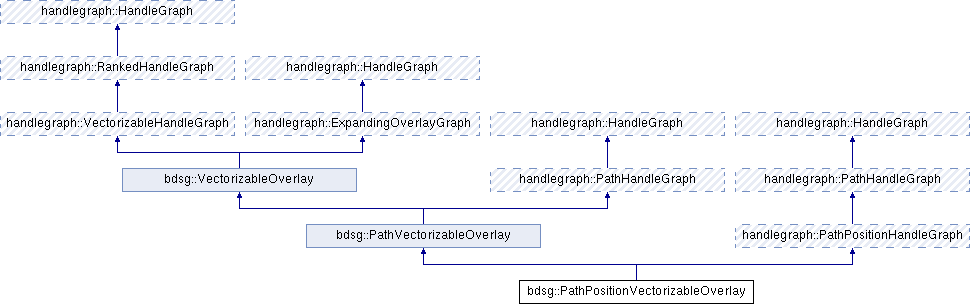 handlegraph::HandleGraph
handlegraph::RankedHandleGraph
handlegraph::HandleGraph
handlegraph::VectorizableHandleGraph
handlegraph::ExpandingOverlayGraph
handlegraph::HandleGraph
handlegraph::HandleGraph
bdsg::VectorizableOverlay
handlegraph::PathHandleGraph
handlegraph::PathHandleGraph
bdsg::PathVectorizableOverlay
handlegraph::PathPositionHandleGraph
bdsg::PathPositionVectorizableOverlay